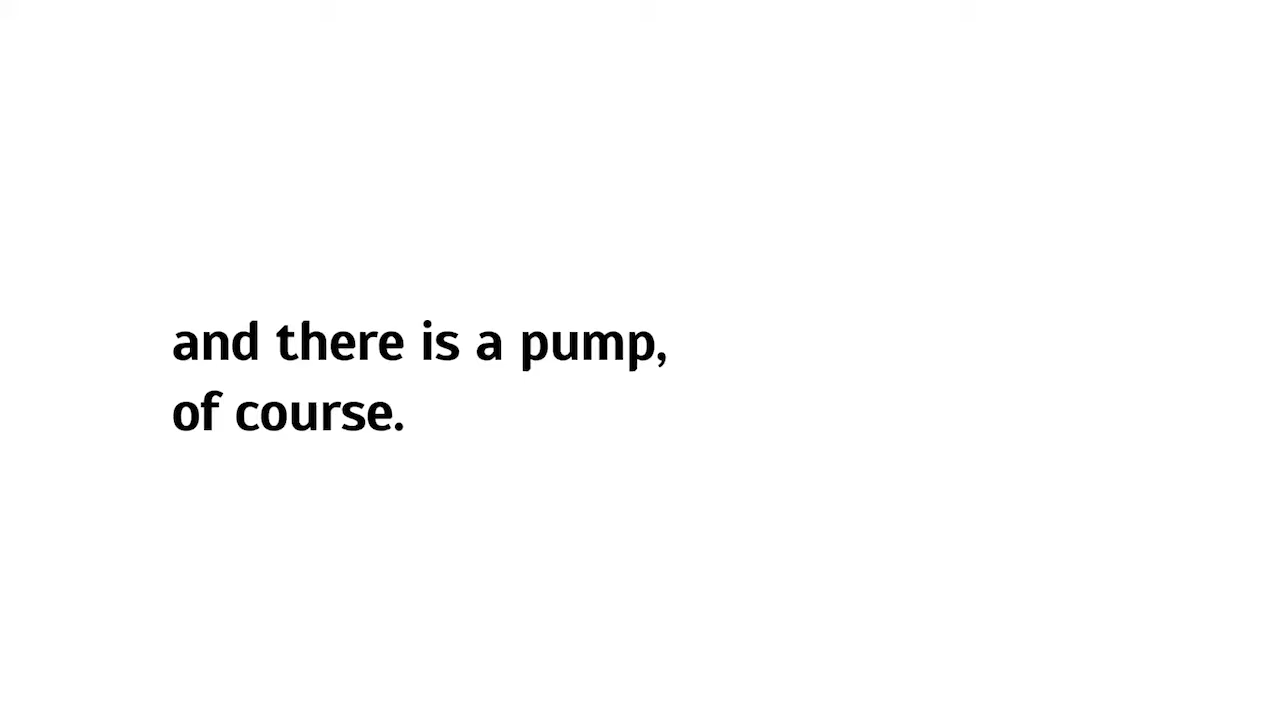 and there is a pump,
of course.